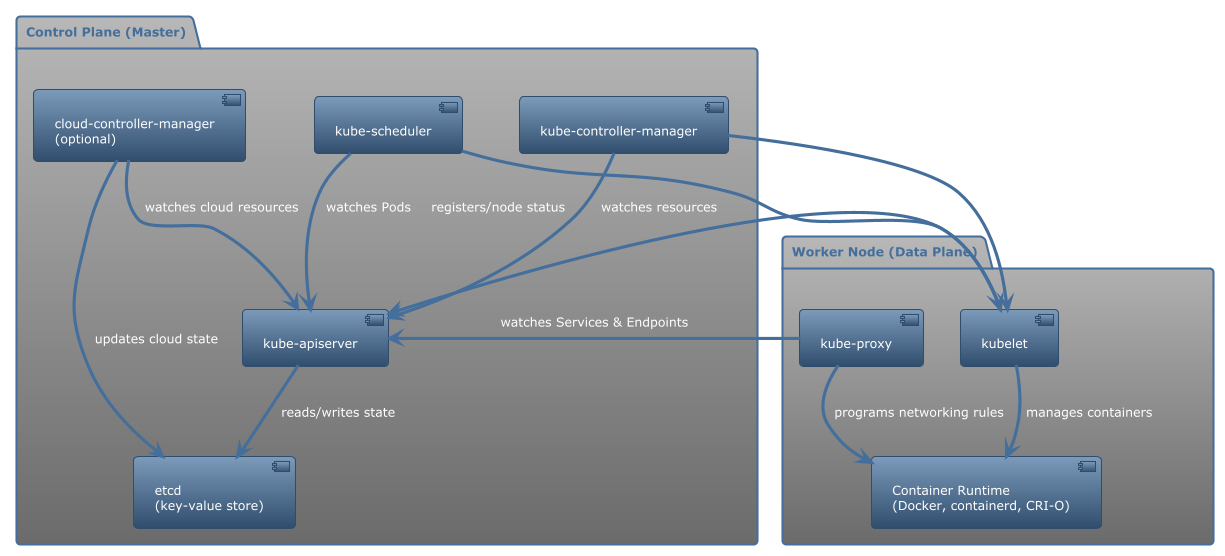 Control Plane (Master)
cloud-controller-manager
(optional)
kube-scheduler
kube-controller-manager
watches cloud resources
watches Pods
registers/node status
watches resources
Worker Node (Data Plane)
updates cloud state
kube-apiserver
watches Services & Endpoints
kube-proxy
kubelet
reads/writes state
programs networking rules
manages containers
etcd
(key-value store)
Container Runtime
(Docker, containerd, CRI-O)